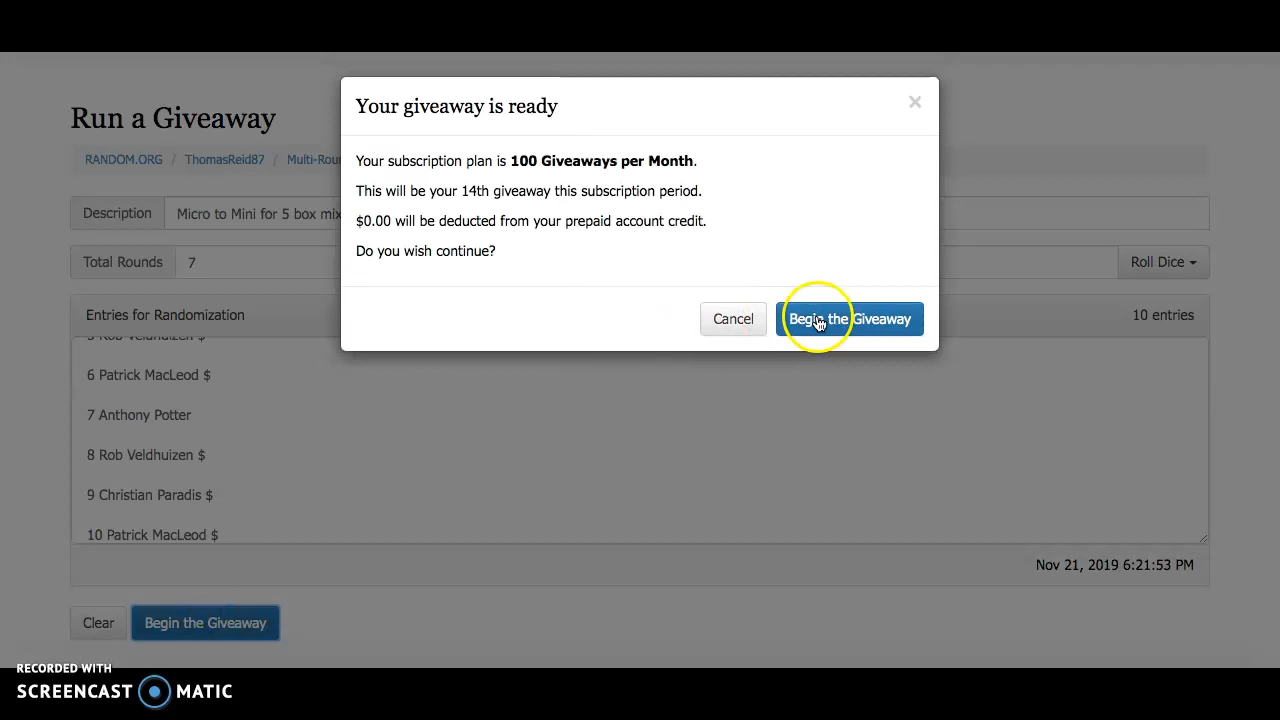 Your giveaway is ready
×
Run a Giveaway
Your subscription plan is 100 Giveaways per Month.
RANDOM.ORG / ThomasReid87 / Multi-Rou
This will be your 14th giveaway this subscription period.
Description Micro to Mini for 5 box mix
$0.00 will be deducted from your prepaid account credit.
Do you wish continue?
Total Rounds 7
Roll Dice
Cancel Begin the Giveaway
Entries for Randomization 10 entries
5 Rob Veldhuizen $
6 Patrick MacLeod $
7 Anthony Potter
8 Rob Veldhuizen $
9 Christian Paradis $
10 Patrick MacLeod $
Nov 21, 2019 6:21:53 PM
Clear Begin the Giveaway
RECORDED WITH
SCREENCAST MATIC